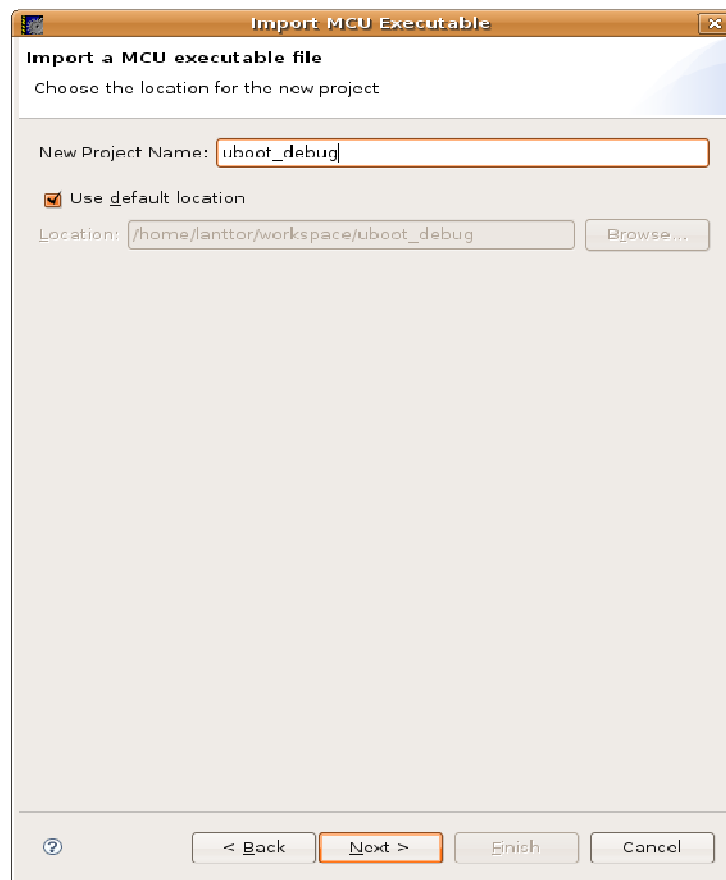 Import MCU Executable
Import a MCU executable file
Choose the location for the new project
New Project Name: uboot_debug
Use default location
Location: /home/lanttor/workspace/uboot_debug Browse...
< Back Next > Finish Cancel